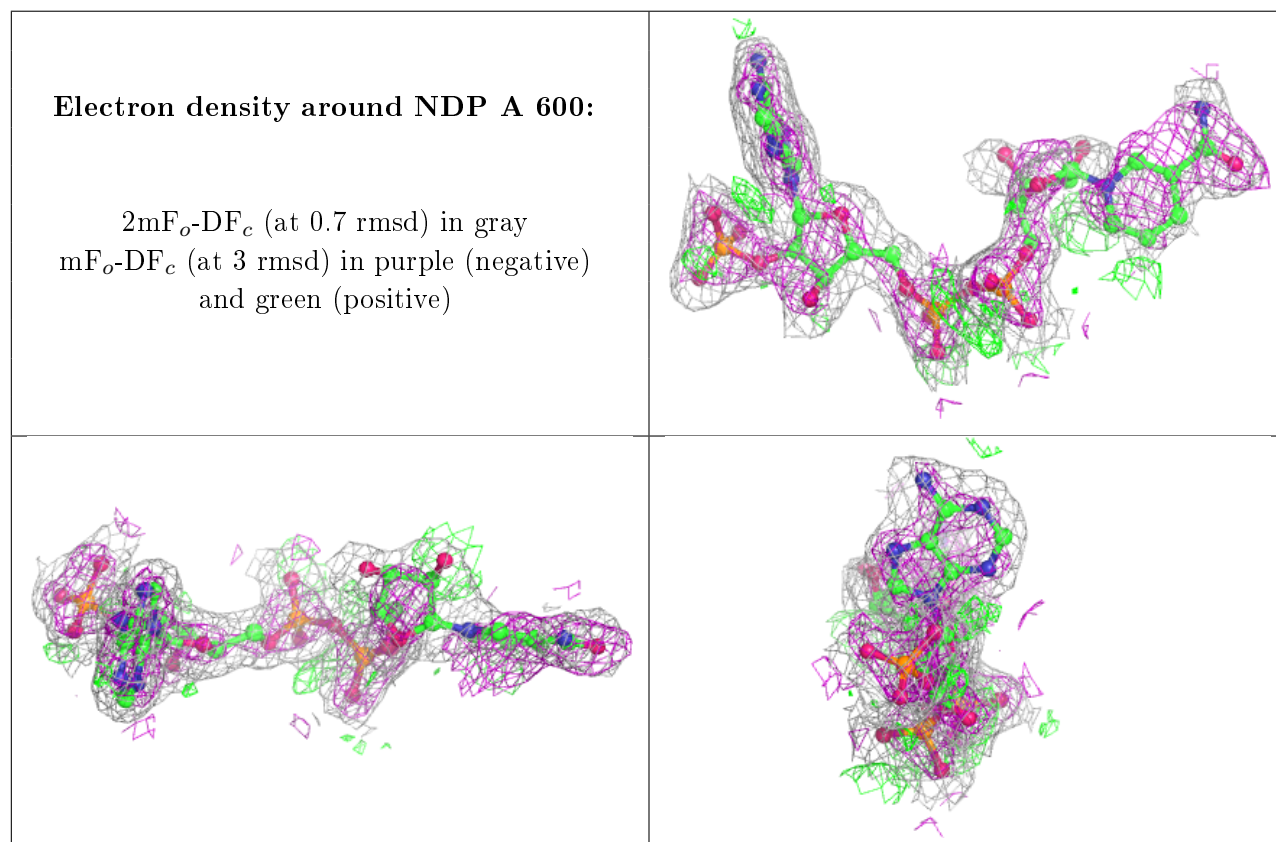 Electron density around NDP A 600:
2mFₒ-DF𝒸 (at 0.7 rmsd) in gray
mFₒ-DF𝒸 (at 3 rmsd) in purple (negative)
and green (positive)